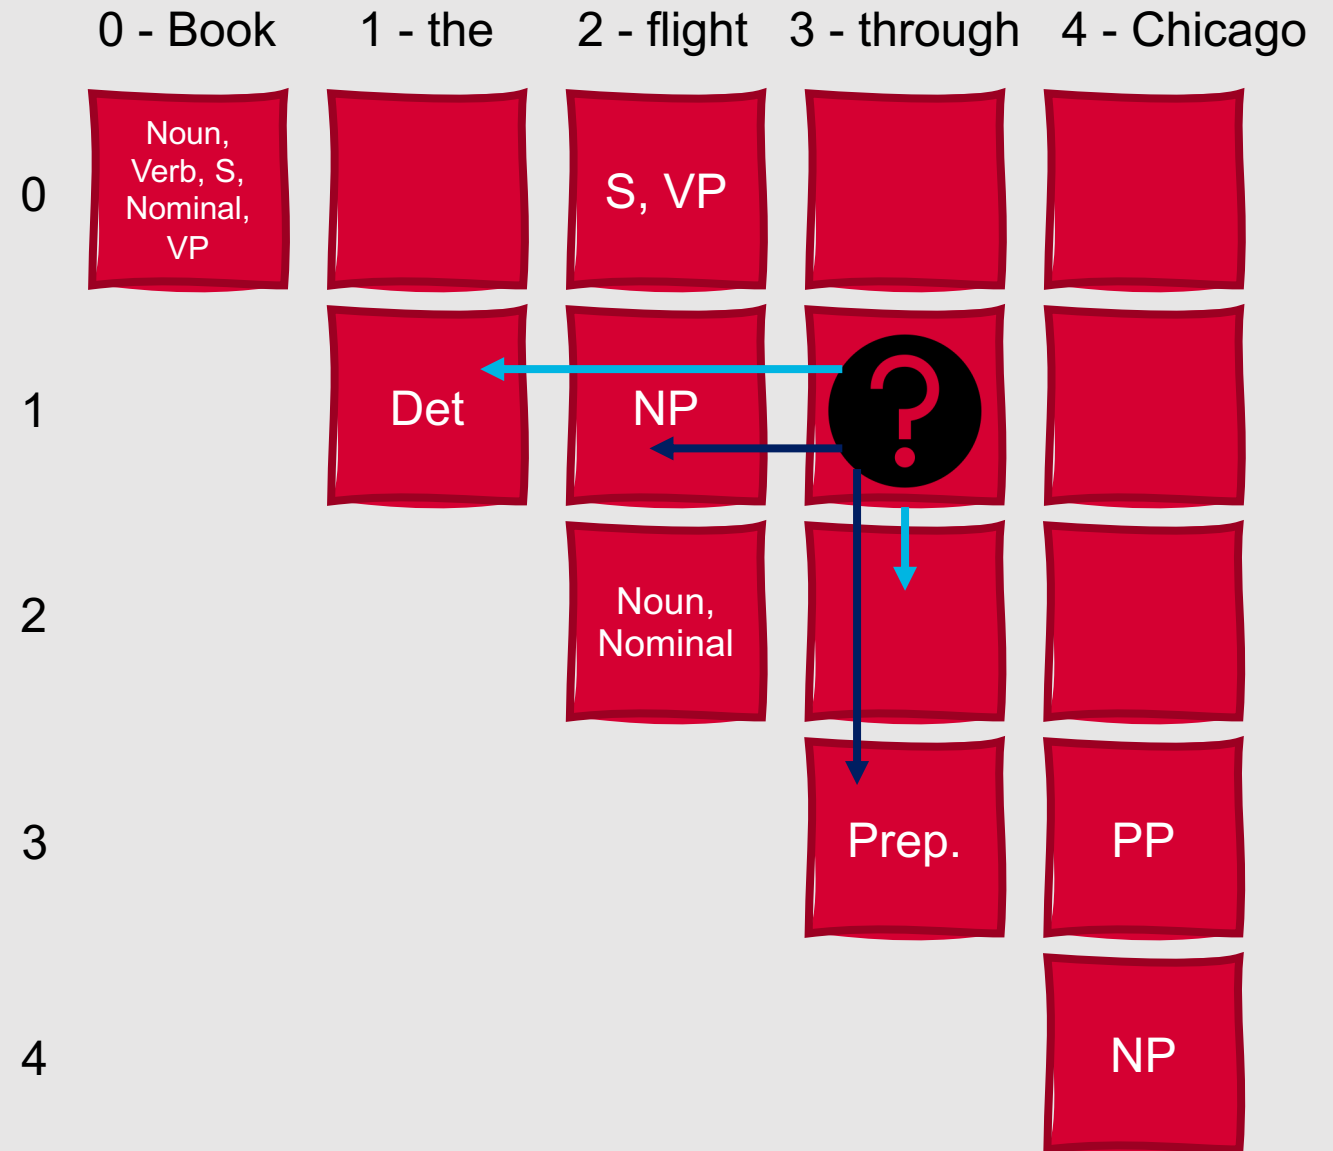 0 - Book 1 - the 2 - flight 3 - through 4 - Chicago
0
Noun,
Verb, S,
Nominal,
VP
S, VP
1
Det
NP
?
2
Noun,
Nominal
3
Prep.
PP
4
NP